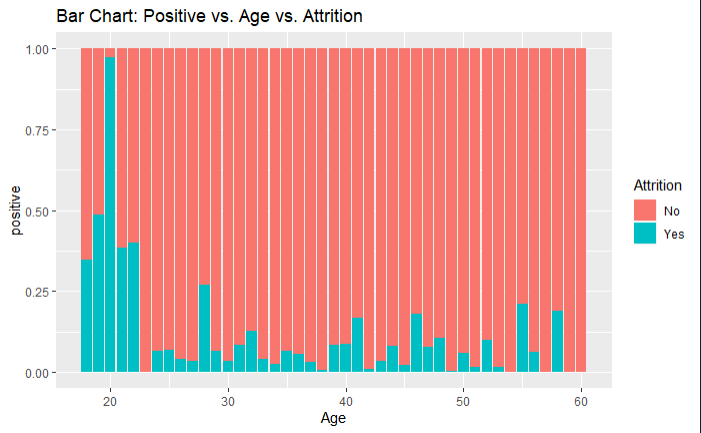 Bar Chart: Positive vs. Age vs. Attrition
1.00
0.75
0.50
0.25
0.00
positive
20 30 40 50 60
Age
Attrition
No
Yes